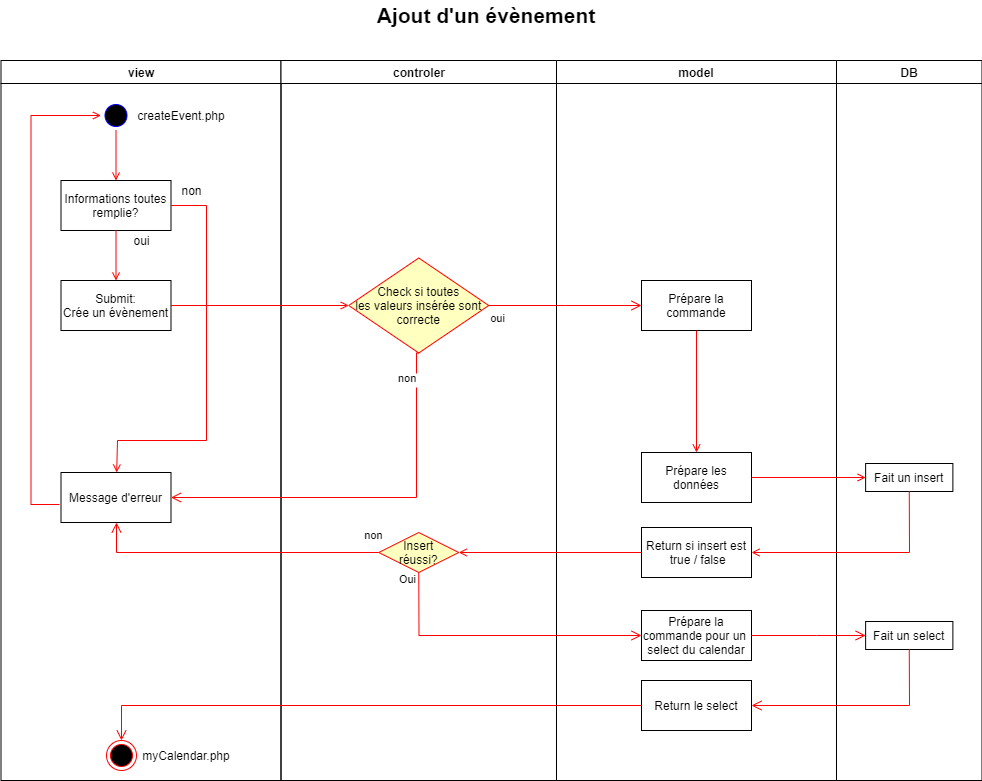 Ajout d'un évènement
view
controler
model
DB
createEvent.php
Informations toutes
remplie?
non
oui
Submit:
Crée un évènement
Check si toutes
les valeurs insérée sont
correcte
oui
non
Prépare la
commande
Message d'erreur
Prépare les
données
Fait un insert
non
Insert
réussi?
Oui
Return si insert est
true / false
Prépare la
commande pour un
select du calendar
Fait un select
Return le select
myCalendar.php